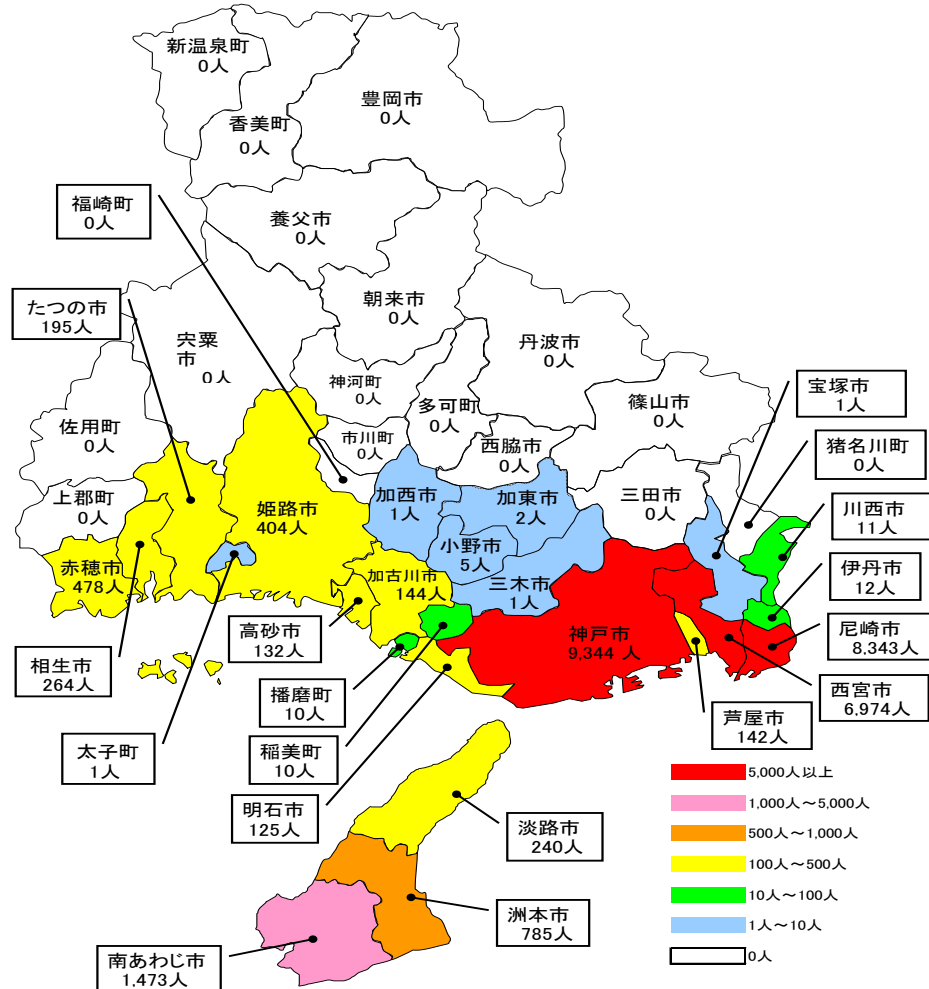 新温泉町
0人
豊岡市
0人
香美町
0人
福崎町
0人
養父市
0人
たつの市
195人
朝来市
0人
宍粟
市
0人
丹波市
0人
神河町
0人
多可町
0人
宝塚市
1人
篠山市
0人
佐用町
0人
市川町
0人
西脇市
0人
猪名川町
0人
上郡町
0人
姫路市
404人
加西市
1人
加東市
2人
三田市
0人
川西市
11人
小野市
5人
赤穂市
478人
加古川市
144人
三木市
1人
伊丹市
12人
高砂市
132人
神戸市
9,344 人
尼崎市
8,343人
相生市
264人
播磨町
10人
西宮市
6,974人
芦屋市
142人
太子町
1人
稲美町
10人
明石市
125人
淡路市
240人
洲本市
785人
南あわじ市
1,473人
5,000人以上
1,000人～5,000人
500人～1,000人
100人～500人
10人～100人
1人～10人
0人